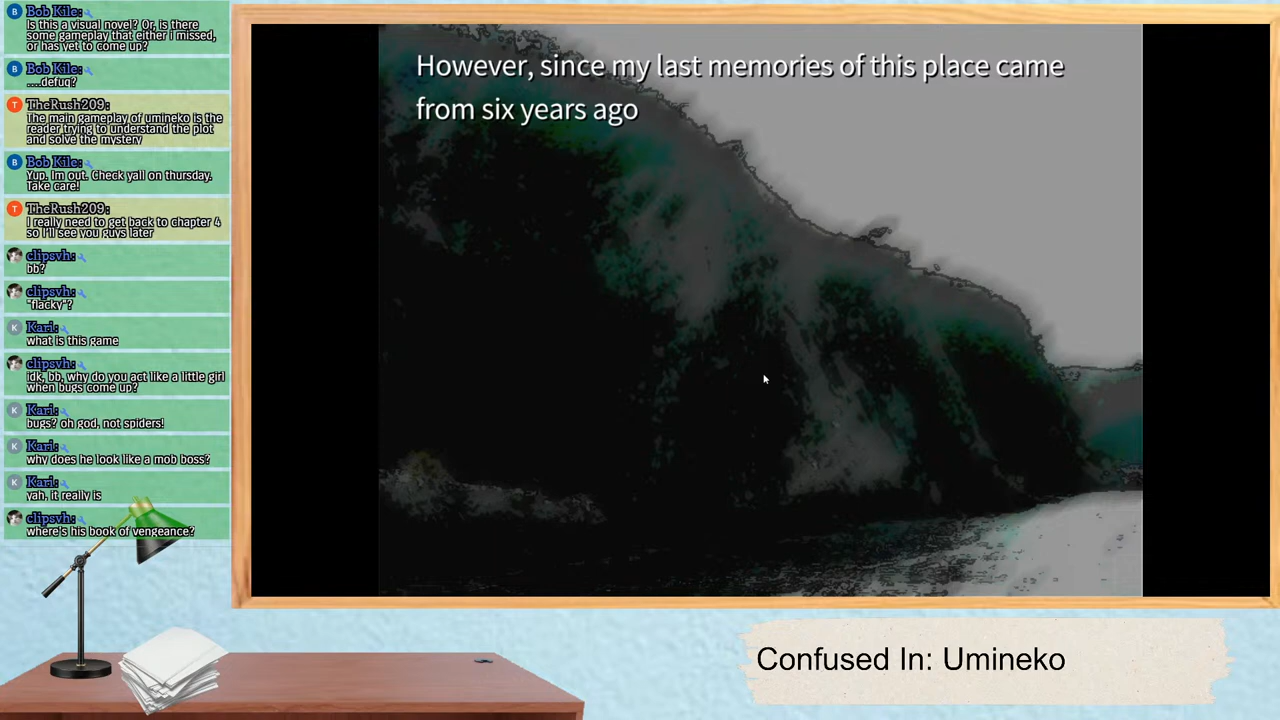 Bob Kile:
Is this a visual novel? Or, is there
some gameplay that either i missed,
or has yet to come up?
Bob Kile:
....defuq?
TheRush209:
The main gameplay of umineko is the
reader trying to understand the plot
and solve the mystery
Bob Kile:
Yup. Im out. Check yall on thursday.
Take care!
TheRush209:
I really need to get back to chapter 4
so I'll see you guys later
clipsvh:
bb?
clipsvh:
"flacky"?
Kari:
what is this game
clipsvh:
idk, bb, why do you act like a little girl
when bugs come up?
Kari:
bugs? oh god, not spiders!
Kari:
why does he look like a mob boss?
Kari:
yah, it really is
clipsvh:
where's his book of vengeance?
However, since my last memories of this place came
from six years ago
Confused In: Umineko